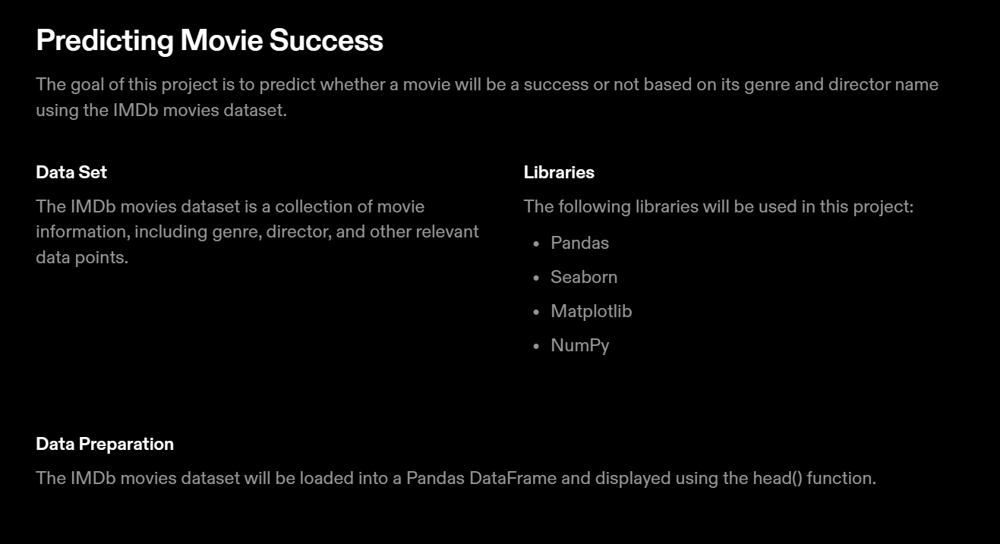 Predicting Movie Success
The goal of this project is to predict whether a movie will be a success or not based on its genre and director name
using the IMDb movies dataset.
Data Set
The IMDb movies dataset is a collection of movie
information, including genre, director, and other relevant
data points.
Libraries
The following libraries will be used in this project:
• Pandas
• Seaborn
• Matplotlib
• NumPy
Data Preparation
The IMDb movies dataset will be loaded into a Pandas DataFrame and displayed using the head() function.